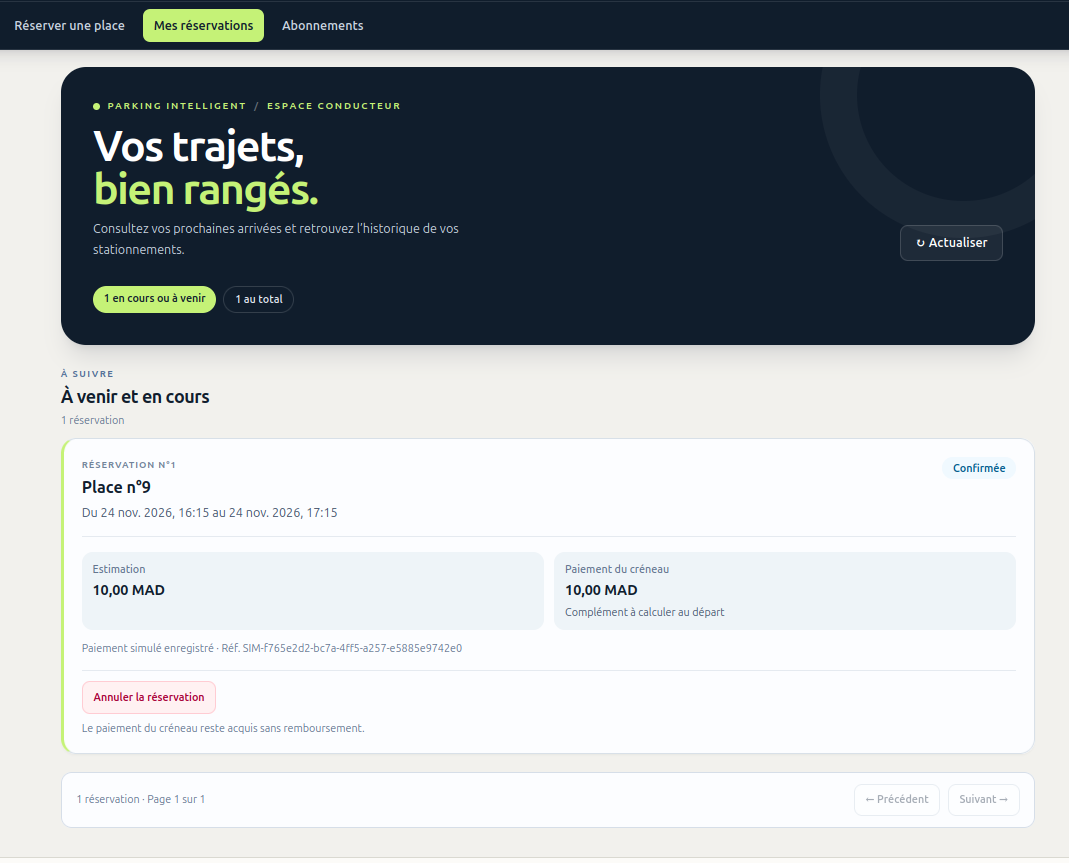 Réserver une place
Mes réservations
Abonnements
PARKING INTELLIGENT / ESPACE CONDUCTEUR
Vos trajets,
bien rangés.
Consultez vos prochaines arrivées et retrouvez l’historique de vos
stationnements.
↻ Actualiser
1 en cours ou à venir
1 au total
À SUIVRE
À venir et en cours
1 réservation
RÉSERVATION N°1
Confirmée
Place n°9
Du 24 nov. 2026, 16:15 au 24 nov. 2026, 17:15
Estimation
10,00 MAD
Paiement du créneau
10,00 MAD
Complément à calculer au départ
Paiement simulé enregistré · Réf. SIM-f765e2d2-bc7a-4ff5-a257-e5885e9742e0
Annuler la réservation
Le paiement du créneau reste acquis sans remboursement.
1 réservation · Page 1 sur 1
← Précédent
Suivant →